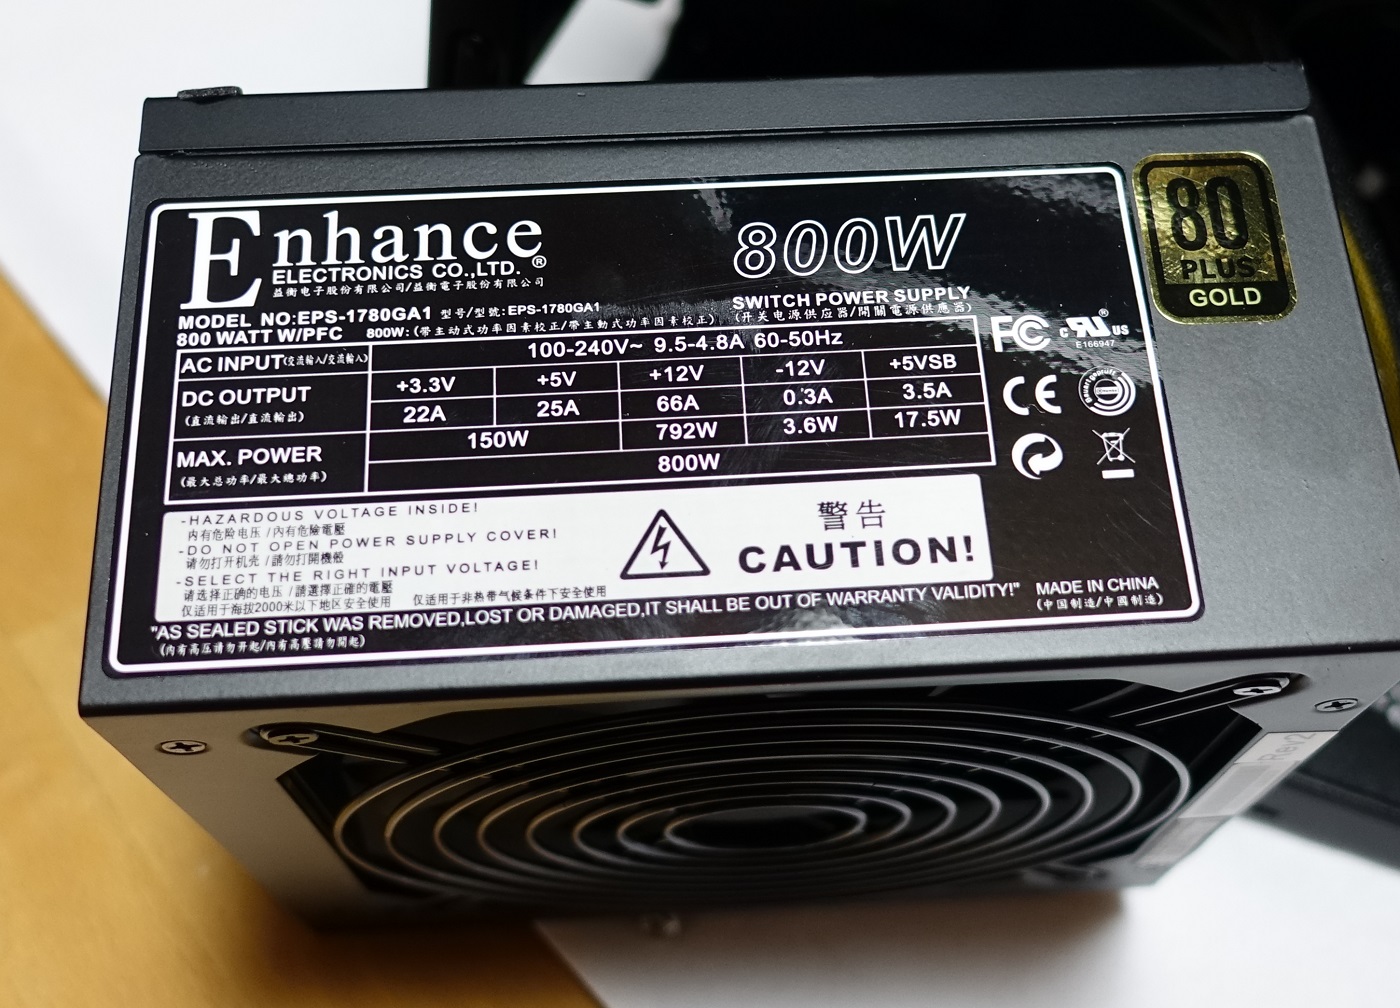 Enhance®
ELECTRONICS CO.,LTD.
益衡电子股份有限公司/益衡電子股份有限公司
800W
80
PLUS
GOLD
MODEL NO:EPS-1780GA1 型号/型號:EPS-1780GA1
SWITCH POWER SUPPLY
(开关电源供应器/開關電源供應器)
800 WATT W/PFC 800W:(带主动式功率因素校正/帶主動式功率因素校正)
AC INPUT(交流輸入/交流輸入) 100-240V~ 9.5-4.8A 60-50Hz
DC OUTPUT
(直流輸出/直流輸出)
+3.3V +5V +12V -12V +5VSB
22A 25A 66A 0.3A 3.5A
MAX. POWER
(最大总功率/最大總功率)
150W 792W 3.6W 17.5W
800W
FC
c RU® US
E166947
CE
-HAZARDOUS VOLTAGE INSIDE!
内有危险电压 /內有危險電壓
-DO NOT OPEN POWER SUPPLY COVER!
请勿打开机壳 /請勿打開機殼
-SELECT THE RIGHT INPUT VOLTAGE!
请选择正确的电压 /請選擇正確的電壓
仅适用于海拔2000米以下地区安全使用 仅适用于非热带气候条件下安全使用
警告
CAUTION!
"AS SEALED STICK WAS REMOVED,LOST OR DAMAGED,IT SHALL BE OUT OF WARRANTY VALIDITY!"
(内有高压请勿开起/內有高壓請勿開起)
MADE IN CHINA
(中国制造/中國制造)
Rev2